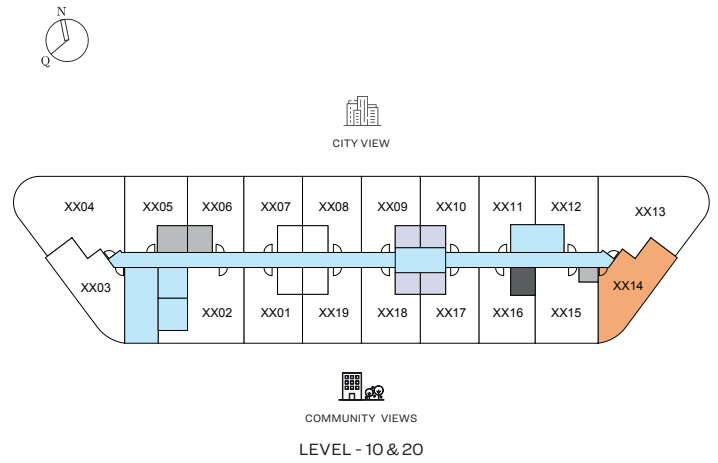 N
Q
CITY VIEW
XX04 XX05 XX06 XX07 XX08 XX09 XX10 XX11 XX12 XX13
XX03 XX14
XX02 XX01 XX19 XX18 XX17 XX16 XX15
COMMUNITY VIEWS
LEVEL - 10 & 20